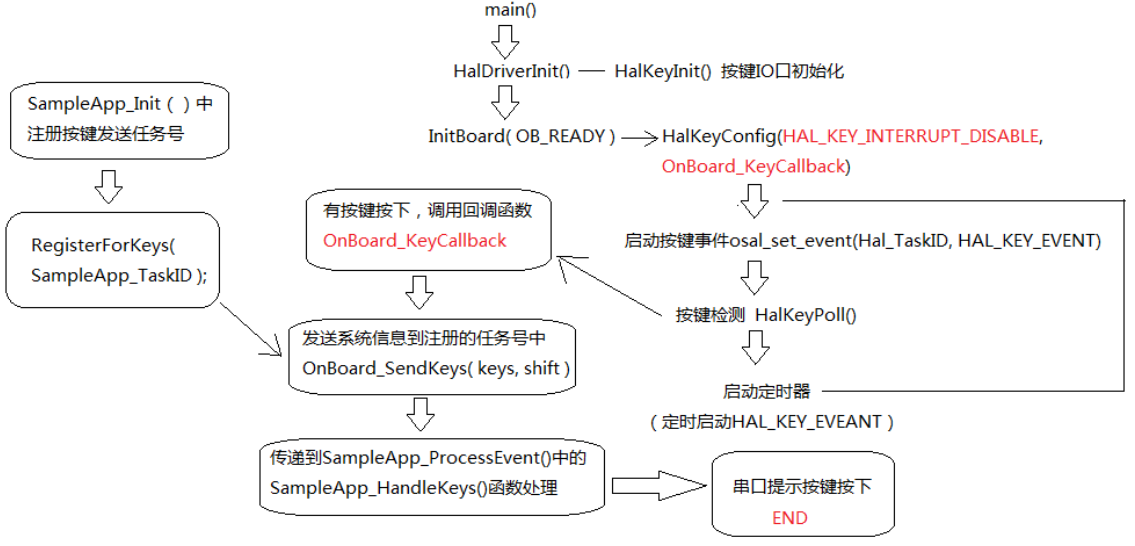 main()
HalDriverInit() — HalKeyInit() 按键IO口初始化
InitBoard( OB_READY ) HalKeyConfig(HAL_KEY_INTERRUPT_DISABLE,
OnBoard_KeyCallback)
启动按键事件osal_set_event(Hal_TaskID, HAL_KEY_EVENT)
按键检测 HalKeyPoll()
启动定时器
（定时启动HAL_KEY_EVEANT）
SampleApp_Init（）中
注册按键发送任务号
RegisterForKeys(
SampleApp_TaskID );
有按键按下，调用回调函数
OnBoard_KeyCallback
发送系统信息到注册的任务号中
OnBoard_SendKeys( keys, shift )
传递到SampleApp_ProcessEvent()中的
SampleApp_HandleKeys()函数处理
串口提示按键按下
END